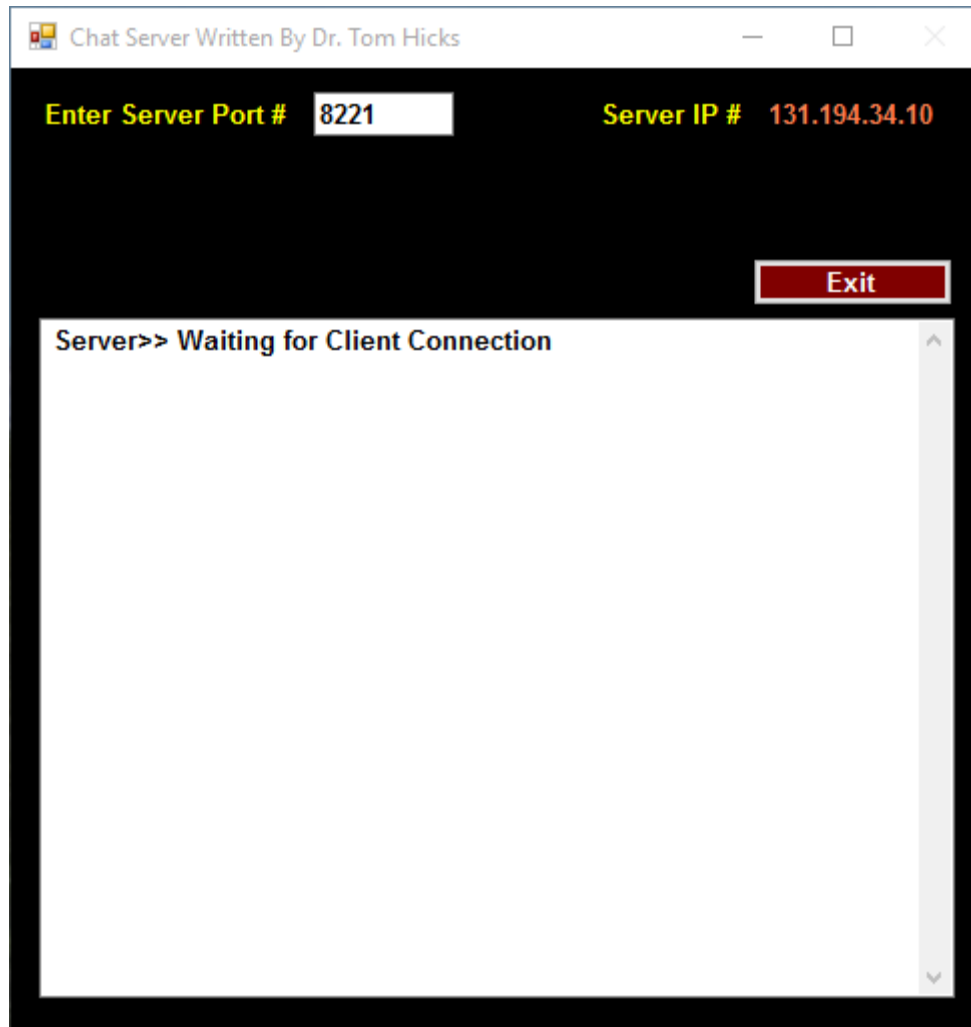 Chat Server Written By Dr. Tom Hicks
Enter Server Port # 8221 Server IP # 131.194.34.10
Exit
Server>> Waiting for Client Connection